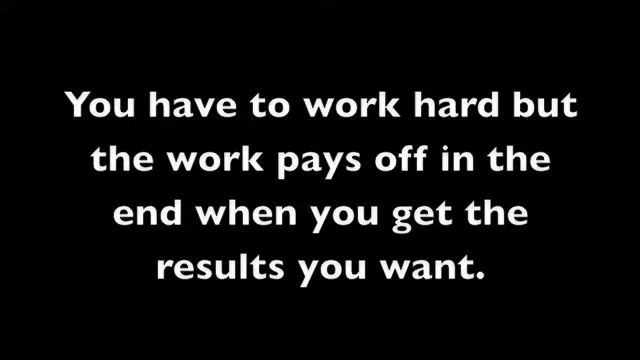 You have to work hard but
the work pays off in the
end when you get the
results you want.